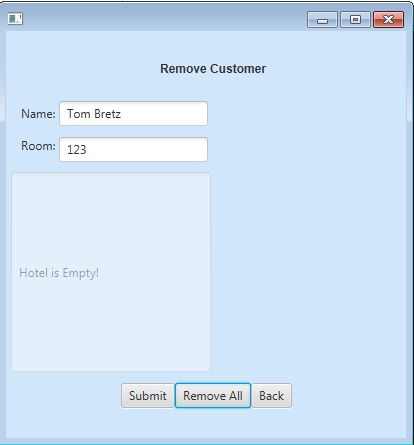 Remove Customer
Name: Tom Bretz
Room: 123
Hotel is Empty!
Submit Remove All Back